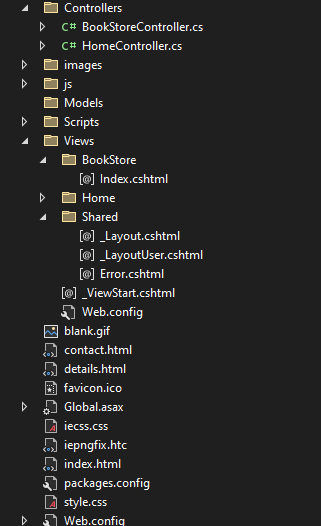 Controllers
C# BookStoreController.cs
C# HomeController.cs
images
js
Models
Scripts
Views
BookStore
[@] Index.cshtml
Home
Shared
[@] _Layout.cshtml
[@] _LayoutUser.cshtml
[@] Error.cshtml
[@] _ViewStart.cshtml
Web.config
blank.gif
contact.html
details.html
favicon.ico
Global.asax
iecss.css
iepngfix.htc
index.html
packages.config
style.css
Web.config